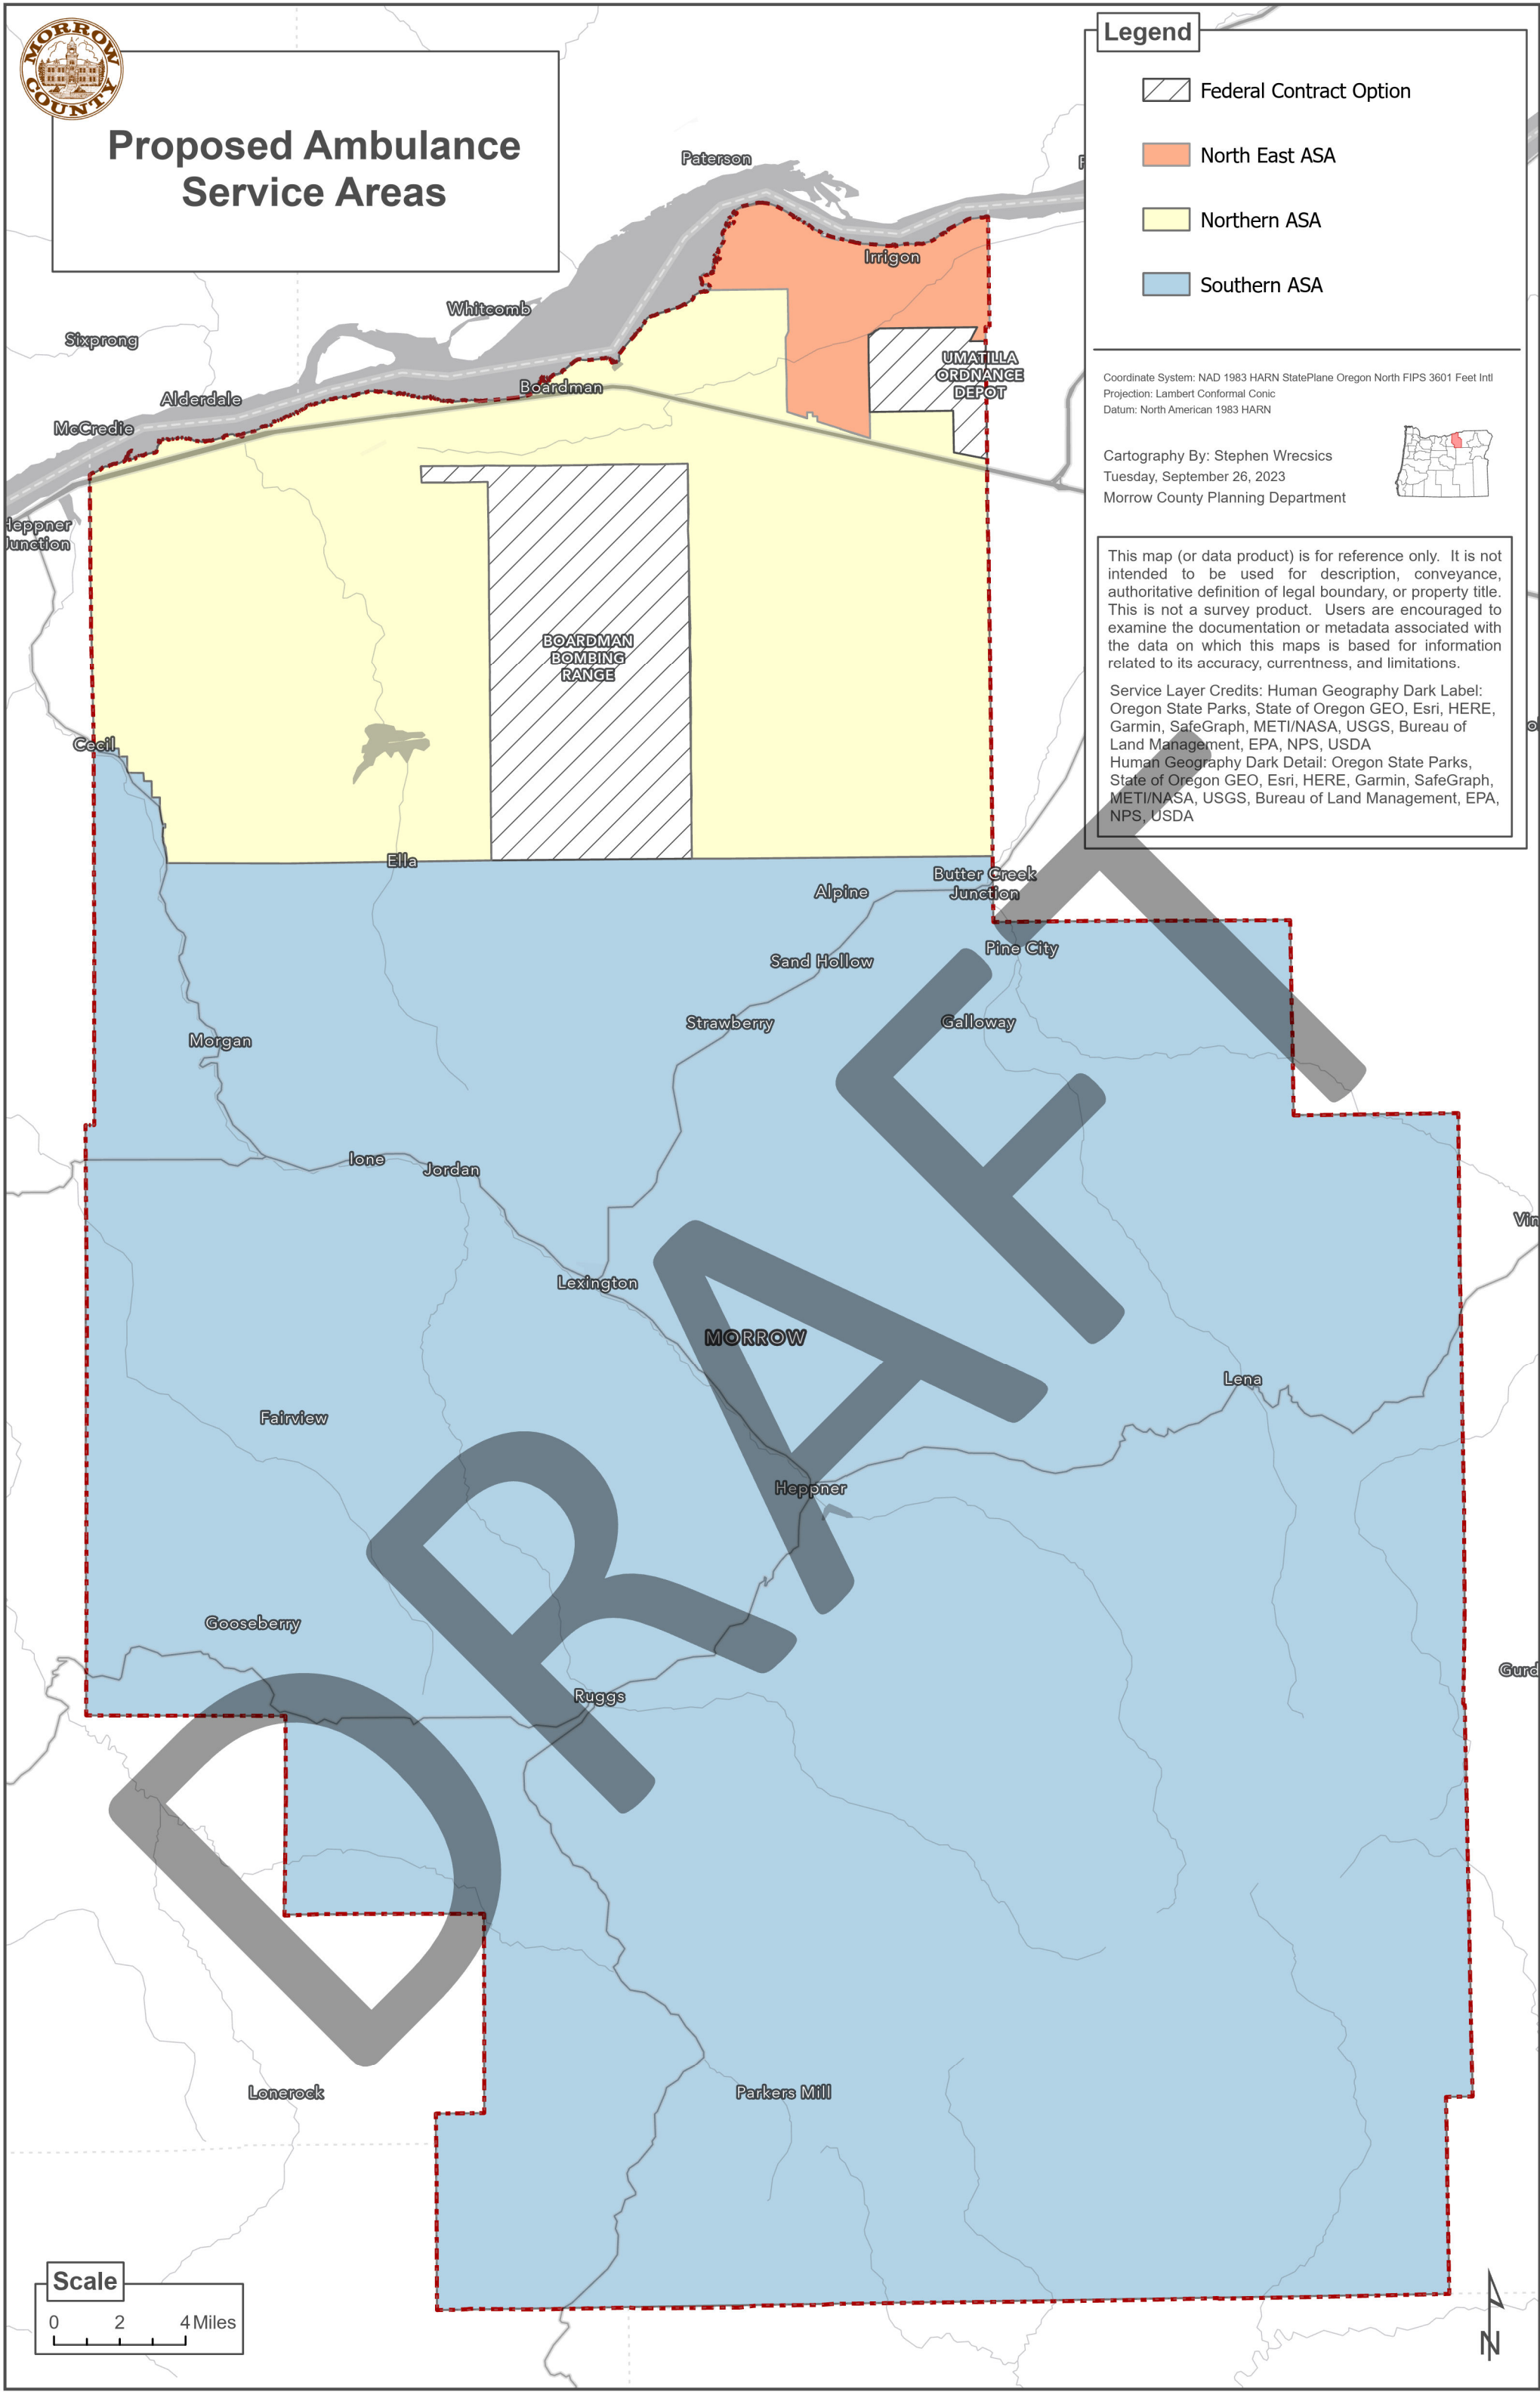 MORROW
COUNTY
Proposed Ambulance
Service Areas
Legend
Federal Contract Option
North East ASA
Northern ASA
Southern ASA
Coordinate System: NAD 1983 HARN StatePlane Oregon North FIPS 3601 Feet Intl
Projection: Lambert Conformal Conic
Datum: North American 1983 HARN
Cartography By: Stephen Wrecsics
Tuesday, September 26, 2023
Morrow County Planning Department
This map (or data product) is for reference only. It is not
intended to be used for description, conveyance,
authoritative definition of legal boundary, or property title.
This is not a survey product. Users are encouraged to
examine the documentation or metadata associated with
the data on which this maps is based for information
related to its accuracy, currentness, and limitations.
Service Layer Credits: Human Geography Dark Label:
Oregon State Parks, State of Oregon GEO, Esri, HERE,
Garmin, SafeGraph, METI/NASA, USGS, Bureau of
Land Management, EPA, NPS, USDA
Human Geography Dark Detail: Oregon State Parks,
State of Oregon GEO, Esri, HERE, Garmin, SafeGraph,
METI/NASA, USGS, Bureau of Land Management, EPA,
NPS, USDA
Paterson
Irrigon
Whitcomb
Sixprong
UMATILLA
ORDNANCE
DEPOT
Boardman
Alderdale
McCredie
Heppner
Junction
BOARDMAN
BOMBING
RANGE
Cecil
Ella
Butter Creek
Junction
Alpine
Pine City
Sand Hollow
Strawberry
Galloway
Morgan
Ione
Jordan
Vin
Lexington
MORROW
Lena
Fairview
Heppner
Gooseberry
Gurd
Ruggs
Lonerock
Parkers Mill
DRAFT
Scale
0 2 4 Miles
N